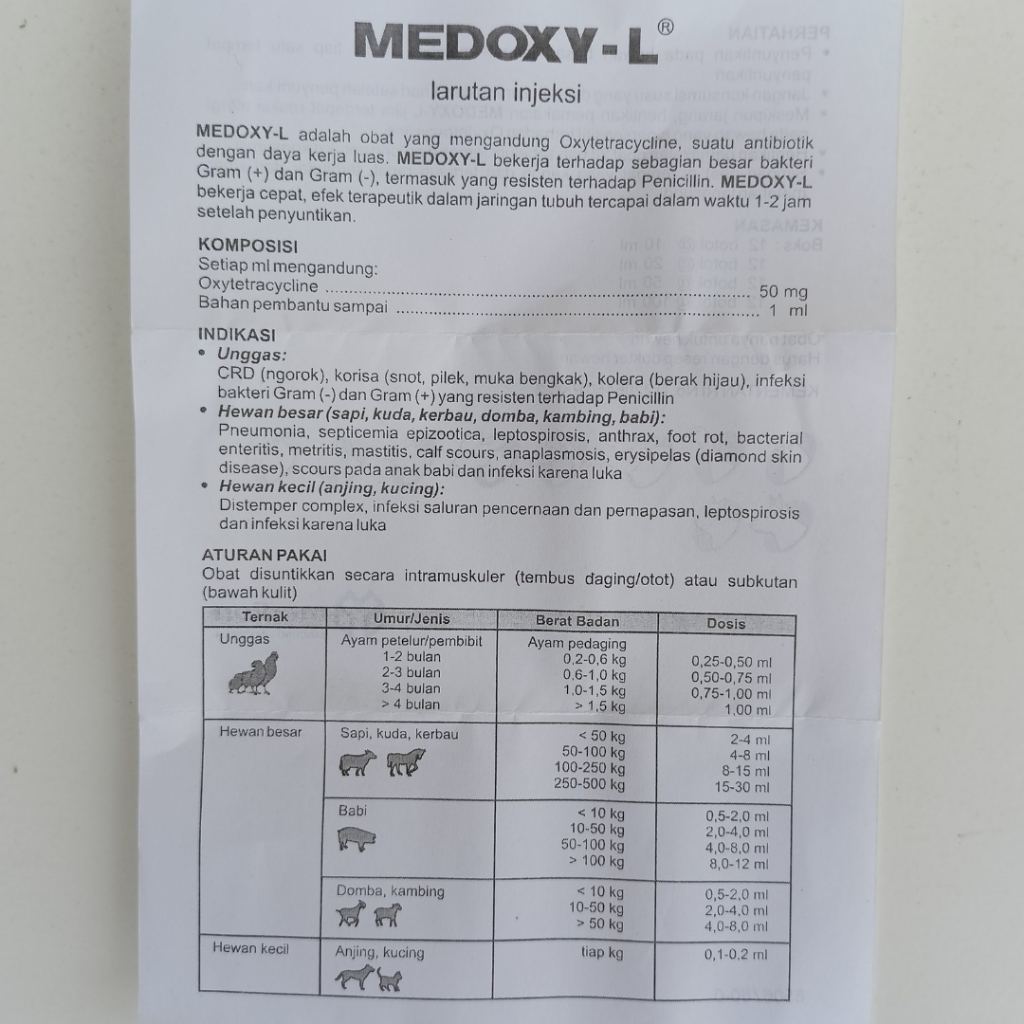 MEDOXY-L®
larutan injeksi
MEDOXY-L adalah obat yang mengandung Oxytetracycline, suatu antibiotik
dengan daya kerja luas. MEDOXY-L bekerja terhadap sebagian besar bakteri
Gram (+) dan Gram (-), termasuk yang resisten terhadap Penicillin. MEDOXY-L
bekerja cepat, efek terapeutik dalam jaringan tubuh tercapai dalam waktu 1-2 jam
setelah penyuntikan.
KOMPOSISI
Setiap ml mengandung:
Oxytetracycline ........ 50 mg
Bahan pembantu sampai ........ 1 ml
INDIKASI
• Unggas:
CRD (ngorok), korisa (snot, pilek, muka bengkak), kolera (berak hijau), infeksi
bakteri Gram (-) dan Gram (+) yang resisten terhadap Penicillin
• Hewan besar (sapi, kuda, kerbau, domba, kambing, babi):
Pneumonia, septicemia epizootica, leptospirosis, anthrax, foot rot, bacterial
enteritis, metritis, mastitis, calf scours, anaplasmosis, erysipelas (diamond skin
disease), scours pada anak babi dan infeksi karena luka
• Hewan kecil (anjing, kucing):
Distemper complex, infeksi saluran pencernaan dan pernapasan, leptospirosis
dan infeksi karena luka
ATURAN PAKAI
Obat disuntikkan secara intramuskuler (tembus daging/otot) atau subkutan
(bawah kulit)
Ternak Umur/Jenis Berat Badan Dosis
Unggas Ayam petelur/pembibit Ayam pedaging
1-2 bulan 0,2-0,6 kg 0,25-0,50 ml
2-3 bulan 0,6-1,0 kg 0,50-0,75 ml
3-4 bulan 1,0-1,5 kg 0,75-1,00 ml
> 4 bulan > 1,5 kg 1,00 ml
Hewan besar Sapi, kuda, kerbau < 50 kg 2-4 ml
50-100 kg 4-8 ml
100-250 kg 8-15 ml
250-500 kg 15-30 ml
Babi < 10 kg 0,5-2,0 ml
10-50 kg 2,0-4,0 ml
50-100 kg 4,0-8,0 ml
> 100 kg 8,0-12 ml
Domba, kambing < 10 kg 0,5-2,0 ml
10-50 kg 2,0-4,0 ml
> 50 kg 4,0-8,0 ml
Hewan kecil Anjing, kucing tiap kg 0,1-0,2 ml